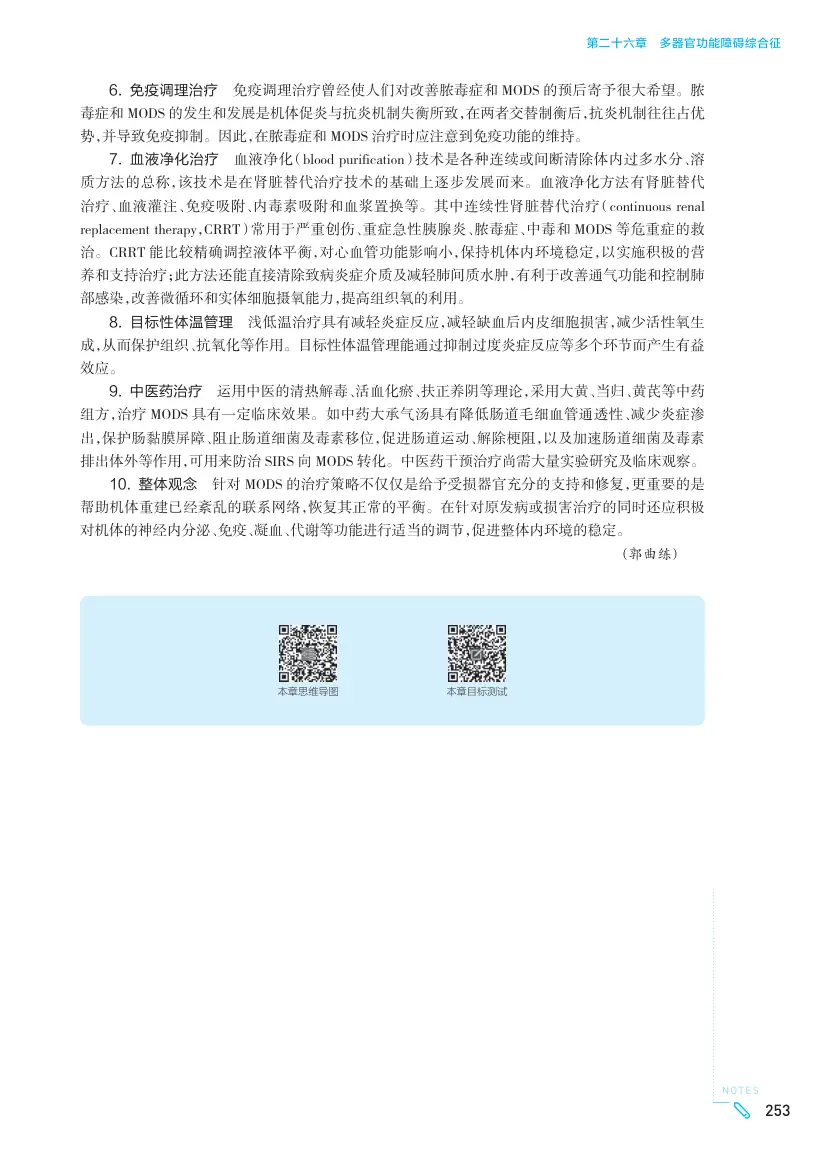 第二十六章　多器官功能障碍综合征
6. 免疫调理治疗　免疫调理治疗曾经使人们对改善脓毒症和 MODS 的预后寄予很大希望。脓
毒症和 MODS 的发生和发展是机体促炎与抗炎机制失衡所致,在两者交替制衡后,抗炎机制往往占优
势,并导致免疫抑制。因此,在脓毒症和 MODS 治疗时应注意到免疫功能的维持。
7. 血液净化治疗　血液净化(blood purification)技术是各种连续或间断清除体内过多水分、溶
质方法的总称,该技术是在肾脏替代治疗技术的基础上逐步发展而来。血液净化方法有肾脏替代
治疗、血液灌注、免疫吸附、内毒素吸附和血浆置换等。其中连续性肾脏替代治疗(continuous renal
replacement therapy,CRRT)常用于严重创伤、重症急性胰腺炎、脓毒症、中毒和 MODS 等危重症的救
治。CRRT 能比较精确调控液体平衡,对心血管功能影响小,保持机体内环境稳定,以实施积极的营
养和支持治疗;此方法还能直接清除致病炎症介质及减轻肺间质水肿,有利于改善通气功能和控制肺
部感染,改善微循环和实体细胞摄氧能力,提高组织氧的利用。
8. 目标性体温管理　浅低温治疗具有减轻炎症反应,减轻缺血后内皮细胞损害,减少活性氧生
成,从而保护组织、抗氧化等作用。目标性体温管理能通过抑制过度炎症反应等多个环节而产生有益
效应。
9. 中医药治疗　运用中医的清热解毒、活血化瘀、扶正养阴等理论,采用大黄、当归、黄芪等中药
组方,治疗 MODS 具有一定临床效果。如中药大承气汤具有降低肠道毛细血管通透性、减少炎症渗
出,保护肠黏膜屏障、阻止肠道细菌及毒素移位,促进肠道运动、解除梗阻,以及加速肠道细菌及毒素
排出体外等作用,可用来防治 SIRS 向 MODS 转化。中医药干预治疗尚需大量实验研究及临床观察。
10. 整体观念　针对 MODS 的治疗策略不仅仅是给予受损器官充分的支持和修复,更重要的是
帮助机体重建已经紊乱的联系网络,恢复其正常的平衡。在针对原发病或损害治疗的同时还应积极
对机体的神经内分泌、免疫、凝血、代谢等功能进行适当的调节,促进整体内环境的稳定。
(郭曲练)
本章思维导图
本章目标测试
NOTES
253